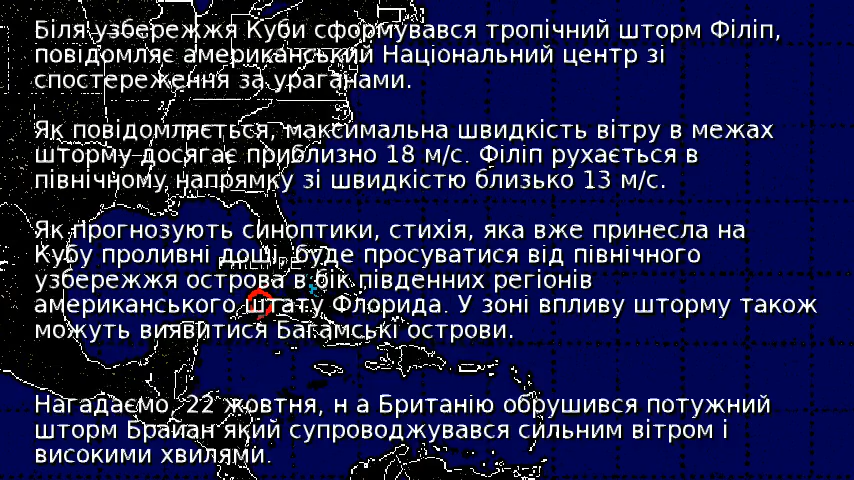 Біля узбережжя Куби сформувався тропічний шторм Філіп,
повідомляє американський Національний центр зі
спостереження за ураганами.
Як повідомляється, максимальна швидкість вітру в межах
шторму досягає приблизно 18 м/с. Філіп рухається в
північному напрямку зі швидкістю близько 13 м/с.
Як прогнозують синоптики, стихія, яка вже принесла на
Кубу проливні дощі, буде просуватися від північного
узбережжя острова в бік південних регіонів
американського штату Флорида. У зоні впливу шторму також
можуть виявитися Багамські острови.
Нагадаємо, 22 жовтня, н а Британію обрушився потужний
шторм Брайан який супроводжувався сильним вітром і
високими хвилями.